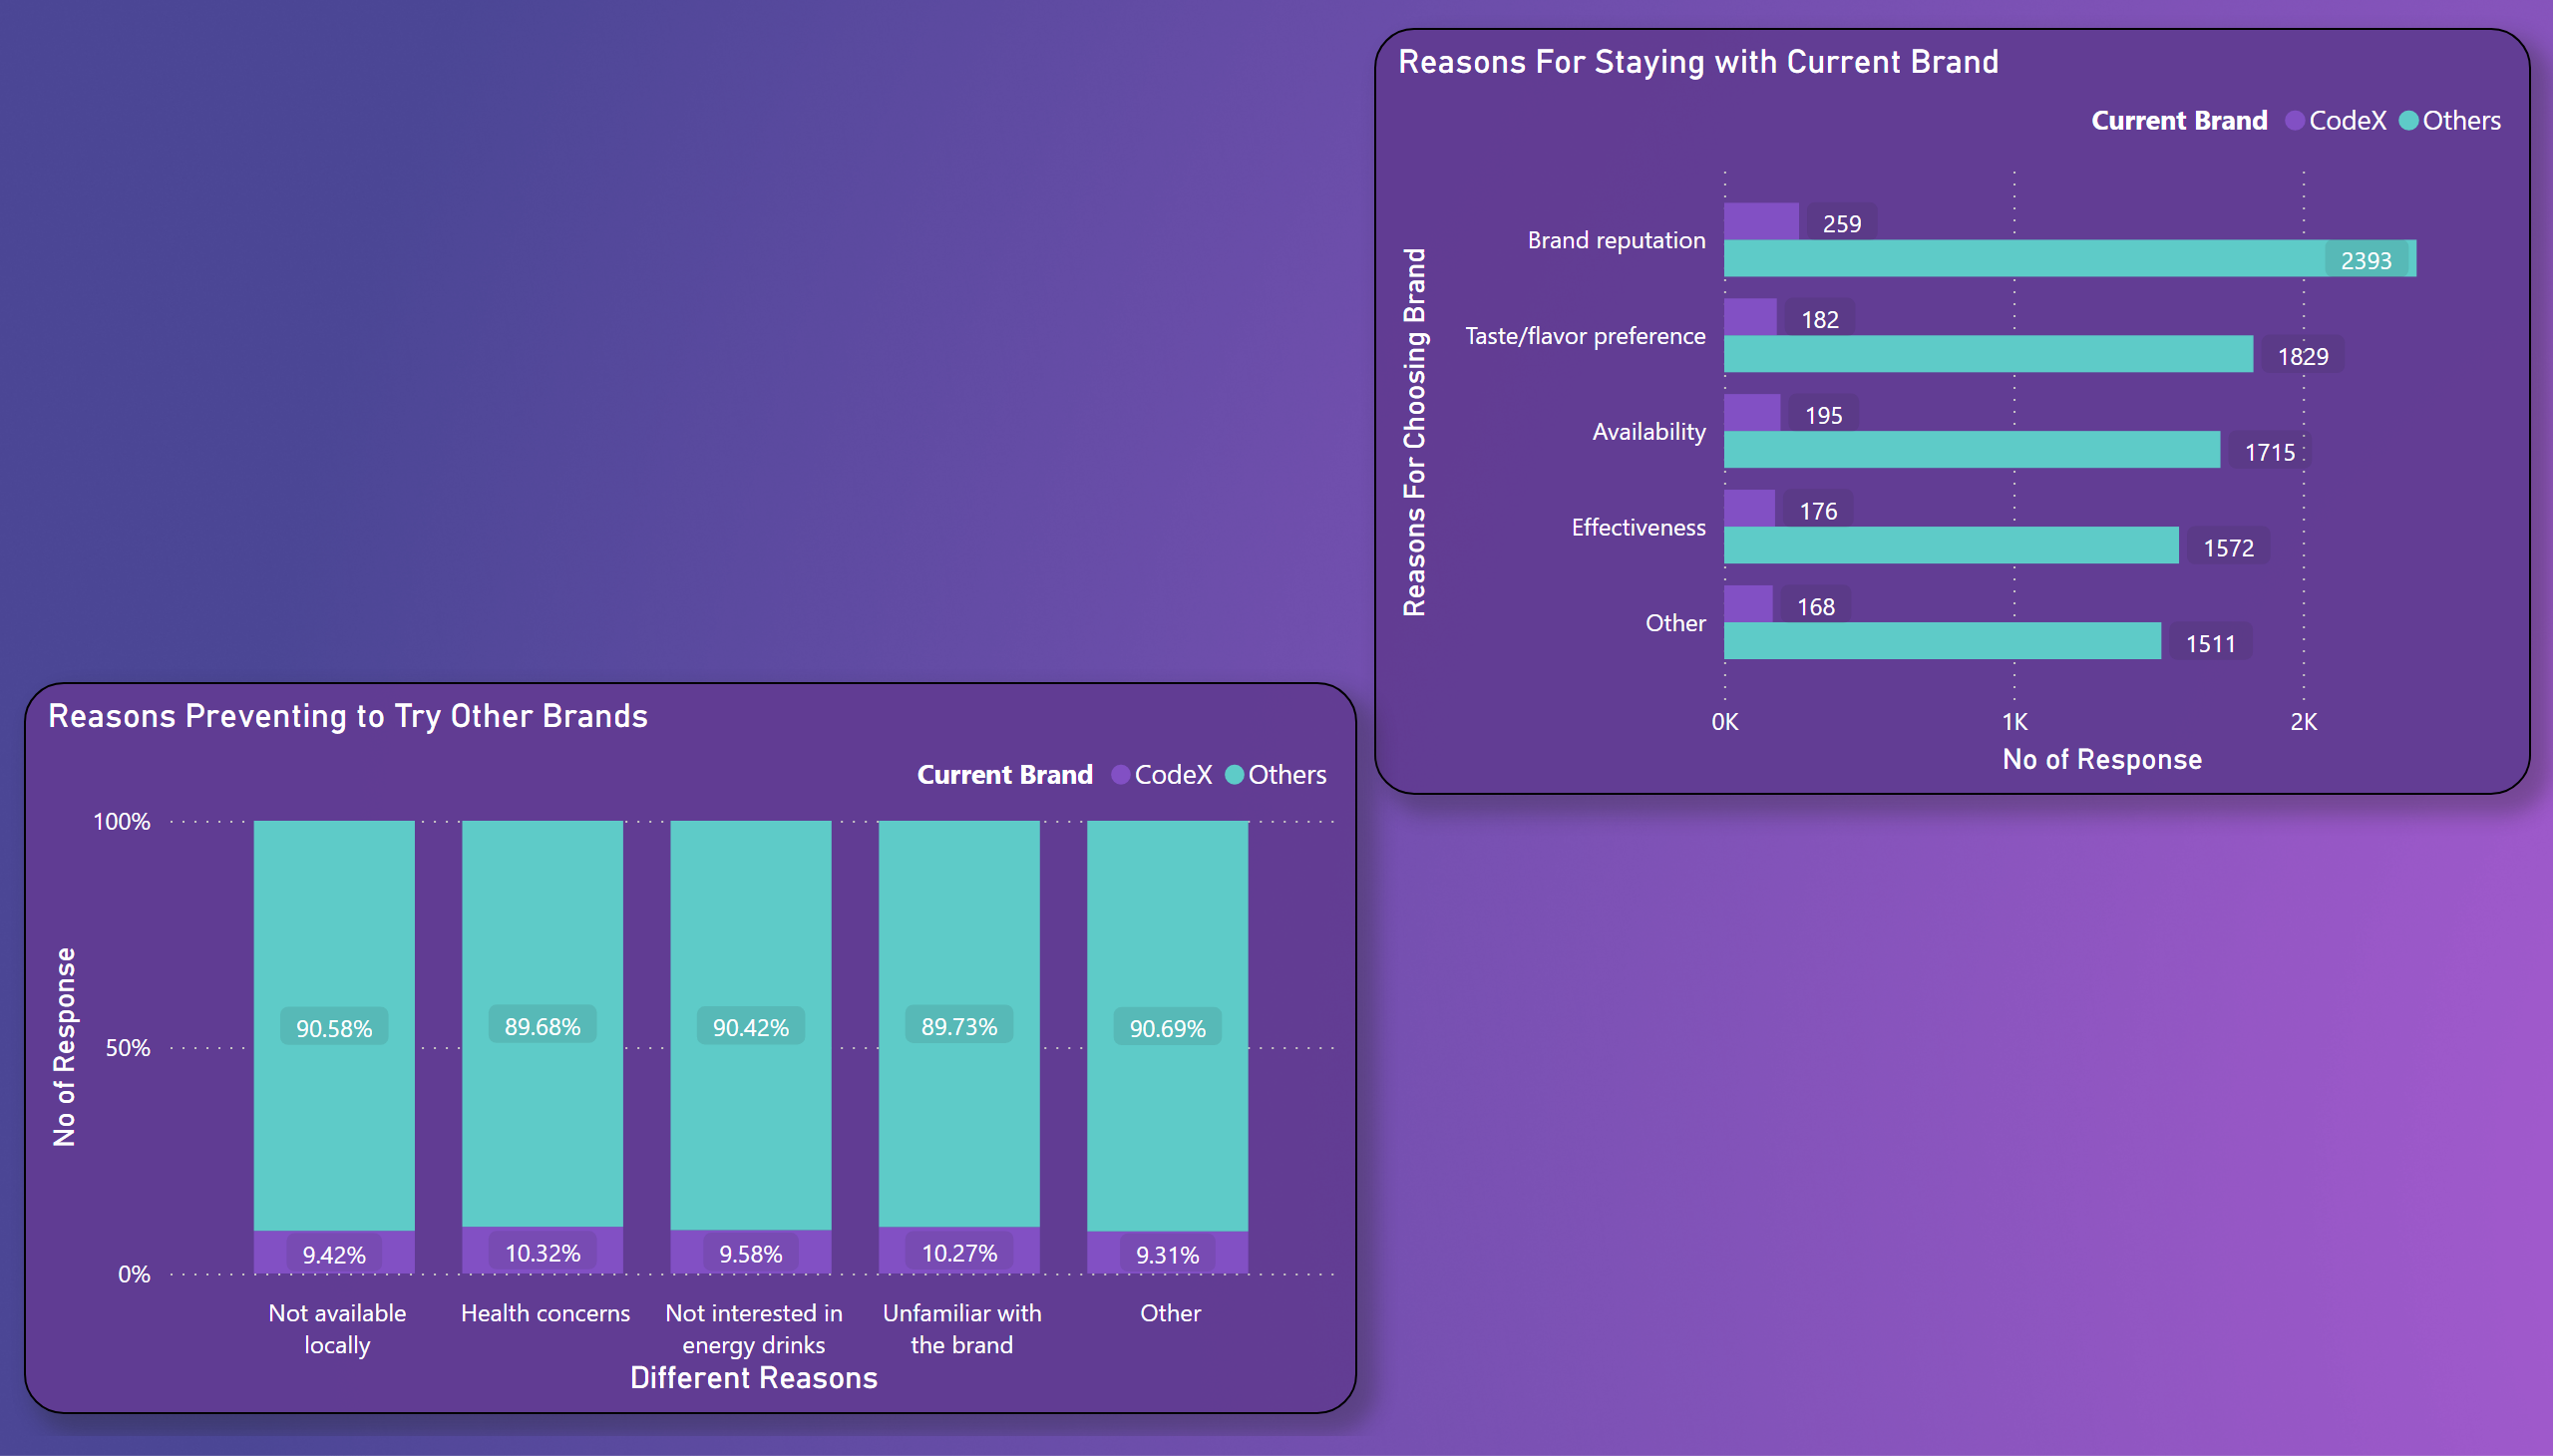 Reasons For Staying with Current Brand
Current Brand CodeX Others
Reasons For Choosing Brand
Brand reputation
259
2393
Taste/flavor preference
182
1829
Availability
195
1715
Effectiveness
176
1572
Other
168
1511
0K 1K 2K
No of Response
Reasons Preventing to Try Other Brands
Current Brand CodeX Others
No of Response
100%
50%
0%
90.58% 89.68% 90.42% 89.73% 90.69%
9.42% 10.32% 9.58% 10.27% 9.31%
Not available locally
Health concerns
Not interested in energy drinks
Unfamiliar with the brand
Other
Different Reasons